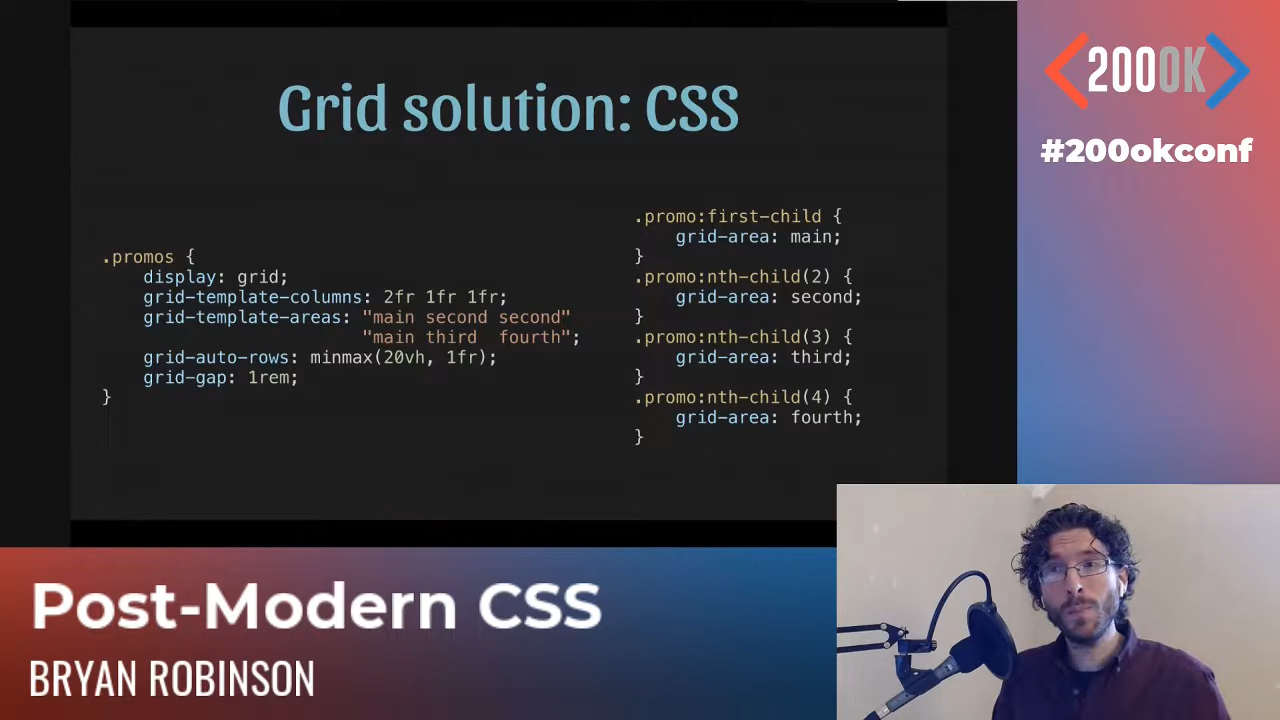 Grid solution: CSS
.promos {
display: grid;
grid-template-columns: 2fr 1fr 1fr;
grid-template-areas: "main second second"
"main third  fourth";
grid-auto-rows: minmax(20vh, 1fr);
grid-gap: 1rem;
}
.promo:first-child {
grid-area: main;
}
.promo:nth-child(2) {
grid-area: second;
}
.promo:nth-child(3) {
grid-area: third;
}
.promo:nth-child(4) {
grid-area: fourth;
}
<200OK>
#200okconf
Post-Modern CSS
BRYAN ROBINSON